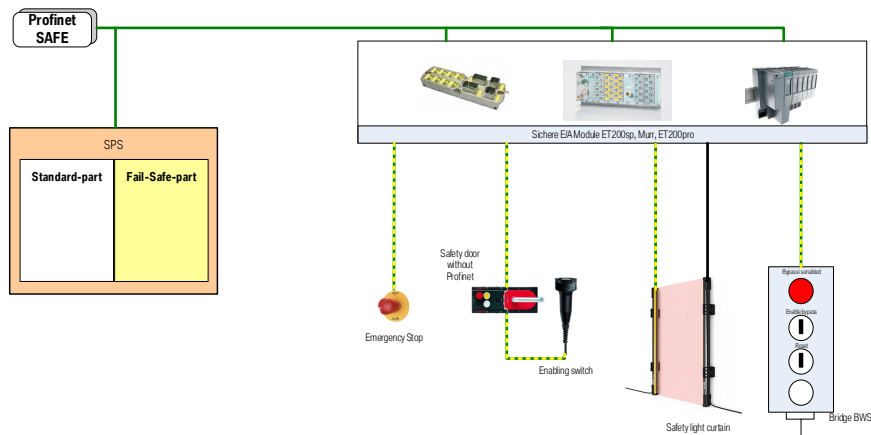 Profinet
SAFE
SPS
Standard-part
Fail-Safe-part
Sichere E/A Module ET200sp, Murr, ET200pro
Emergency Stop
Safety door
without
Profinet
Enabling switch
Safety light curtain
Bypass is enabled
Enable bypass
Reset
Bridge BWS